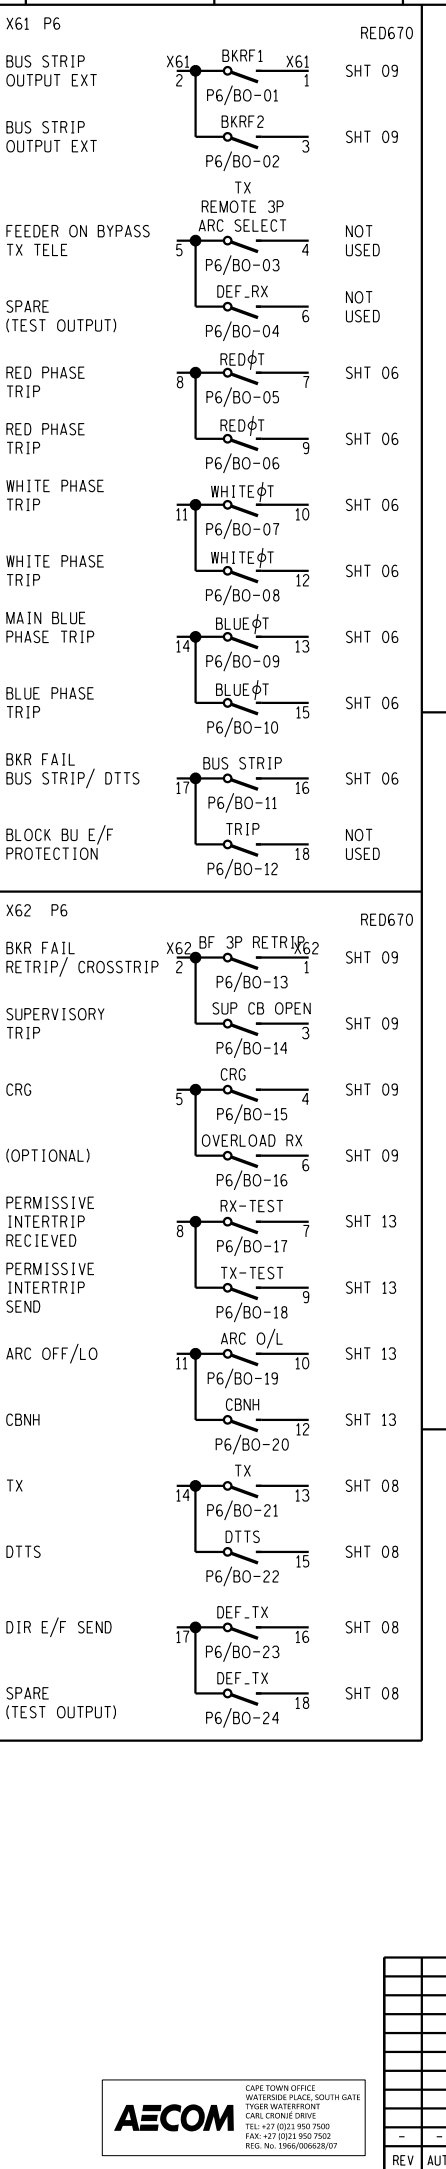 X61 P6
RED670
BUS STRIP
OUTPUT EXT
X61
2
BKRF1
P6/BO-01
X61
1
SHT 09
BUS STRIP
OUTPUT EXT
BKRF2
P6/BO-02
3
SHT 09
FEEDER ON BYPASS
TX TELE
5
TX
REMOTE 3P
ARC SELECT
P6/BO-03
4
NOT
USED
SPARE
(TEST OUTPUT)
DEF_RX
P6/BO-04
6
NOT
USED
RED PHASE
TRIP
8
REDϕT
P6/BO-05
7
SHT 06
RED PHASE
TRIP
REDϕT
P6/BO-06
9
SHT 06
WHITE PHASE
TRIP
11
WHITEϕT
P6/BO-07
10
SHT 06
WHITE PHASE
TRIP
WHITEϕT
P6/BO-08
12
SHT 06
MAIN BLUE
PHASE TRIP
14
BLUEϕT
P6/BO-09
13
SHT 06
BLUE PHASE
TRIP
BLUEϕT
P6/BO-10
15
SHT 06
BKR FAIL
BUS STRIP/ DTTS
17
BUS STRIP
P6/BO-11
16
SHT 06
BLOCK BU E/F
PROTECTION
TRIP
P6/BO-12
18
NOT
USED
X62 P6
RED670
BKR FAIL
RETRIP/ CROSSTRIP
X62
2
BF 3P RETRIP
P6/BO-13
X62
1
SHT 09
SUPERVISORY
TRIP
SUP CB OPEN
P6/BO-14
3
SHT 09
CRG
5
CRG
P6/BO-15
4
SHT 09
(OPTIONAL)
OVERLOAD RX
P6/BO-16
6
SHT 09
PERMISSIVE
INTERTRIP
RECIEVED
8
RX-TEST
P6/BO-17
7
SHT 13
PERMISSIVE
INTERTRIP
SEND
TX-TEST
P6/BO-18
9
SHT 13
ARC OFF/LO
11
ARC O/L
P6/BO-19
10
SHT 13
CBNH
CBNH
P6/BO-20
12
SHT 13
TX
14
TX
P6/BO-21
13
SHT 08
DTTS
DTTS
P6/BO-22
15
SHT 08
DIR E/F SEND
17
DEF_TX
P6/BO-23
16
SHT 08
SPARE
(TEST OUTPUT)
DEF_TX
P6/BO-24
18
SHT 08
AECOM
CAPE TOWN OFFICE
WATERSIDE PLACE, SOUTH GATE
TYGER WATERFRONT
CARL CRONJÉ DRIVE
TEL: +27 (0)21 950 7500
FAX: +27 (0)21 950 7502
REG. No. 1966/006628/07
- -
REV AUT